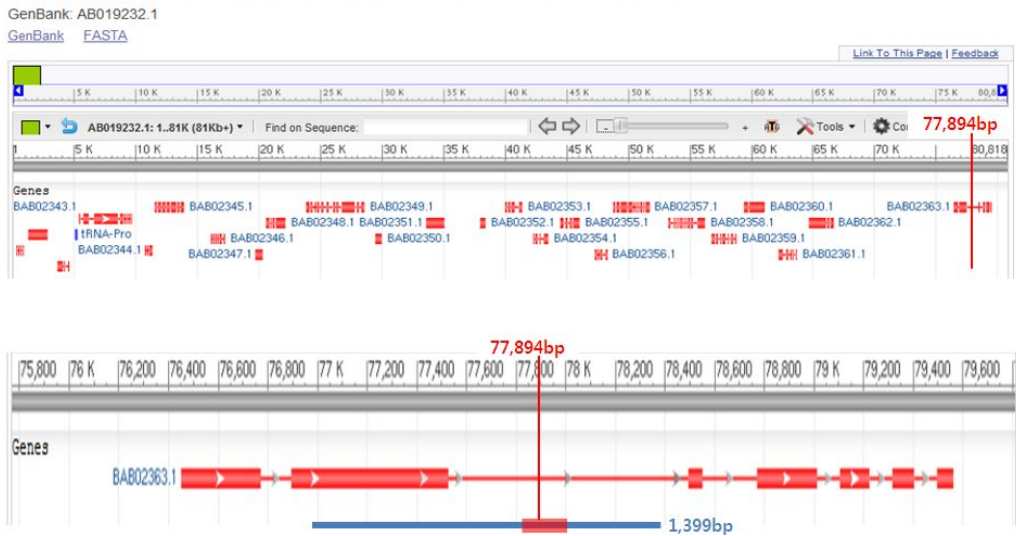 GenBank: AB019232.1
GenBank FASTA
Link To This Page | Feedback
5 K 10 K 15 K 20 K 25 K 30 K 35 K 40 K 45 K 50 K 55 K 60 K 65 K 70 K 75 K 80,8
AB019232.1: 1..81K (81Kb+) Find on Sequence: - + Tools Co 77,894bp
1 5 K 10 K 15 K 20 K 25 K 30 K 35 K 40 K 45 K 50 K 55 K 60 K 65 K 70 K 80,818
Genes
BAB02343.1 BAB02345.1 BAB02349.1 BAB02353.1 BAB02357.1 BAB02360.1 BAB02363.1
BAB02348.1 BAB02351.1 BAB02352.1 BAB02355.1 BAB02358.1 BAB02362.1
tRNA-Pro BAB02346.1 BAB02350.1 BAB02354.1 BAB02359.1
BAB02344.1 BAB02347.1 BAB02356.1 BAB02361.1
77,894bp
75,800 76 K 76,200 76,400 76,600 76,800 77 K 77,200 77,400 77,600 77,800 78 K 78,200 78,400 78,600 78,800 79 K 79,200 79,400 79,600
Genes
BAB02363.1
1,399bp